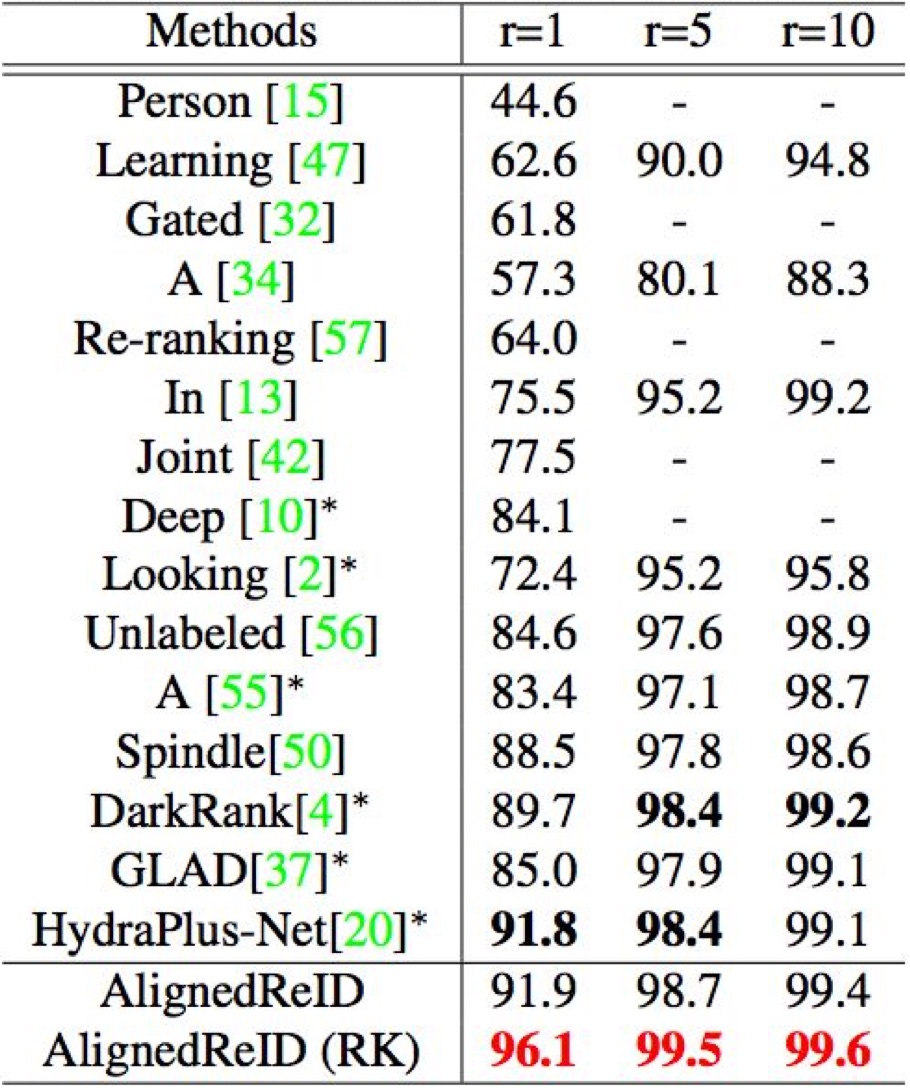 Methods r=1 r=5 r=10
Person [15] 44.6 - -
Learning [47] 62.6 90.0 94.8
Gated [32] 61.8 - -
A [34] 57.3 80.1 88.3
Re-ranking [57] 64.0 - -
In [13] 75.5 95.2 99.2
Joint [42] 77.5 - -
Deep [10]* 84.1 - -
Looking [2]* 72.4 95.2 95.8
Unlabeled [56] 84.6 97.6 98.9
A [55]* 83.4 97.1 98.7
Spindle[50] 88.5 97.8 98.6
DarkRank[4]* 89.7 98.4 99.2
GLAD[37]* 85.0 97.9 99.1
HydraPlus-Net[20]* 91.8 98.4 99.1
AlignedReID 91.9 98.7 99.4
AlignedReID (RK) 96.1 99.5 99.6